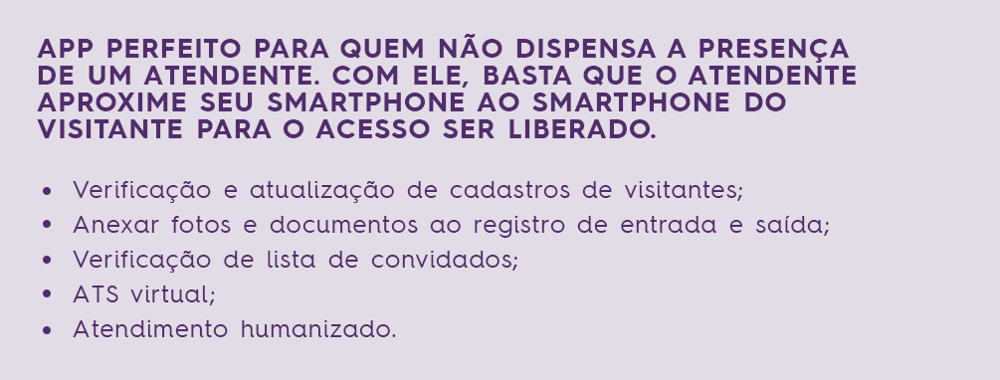 APP PERFEITO PARA QUEM NÃO DISPENSA A PRESENÇA
DE UM ATENDENTE. COM ELE, BASTA QUE O ATENDENTE
APROXIME SEU SMARTPHONE AO SMARTPHONE DO
VISITANTE PARA O ACESSO SER LIBERADO.
• Verificação e atualização de cadastros de visitantes;
• Anexar fotos e documentos ao registro de entrada e saída;
• Verificação de lista de convidados;
• ATS virtual;
• Atendimento humanizado.